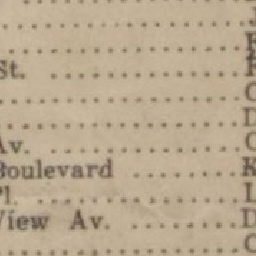 J
E
St. .......... F
.......... C
.......... D
Av. .......... C
Boulevard ....... K
Pl. .......... L
View Av. ....... D
.......... C